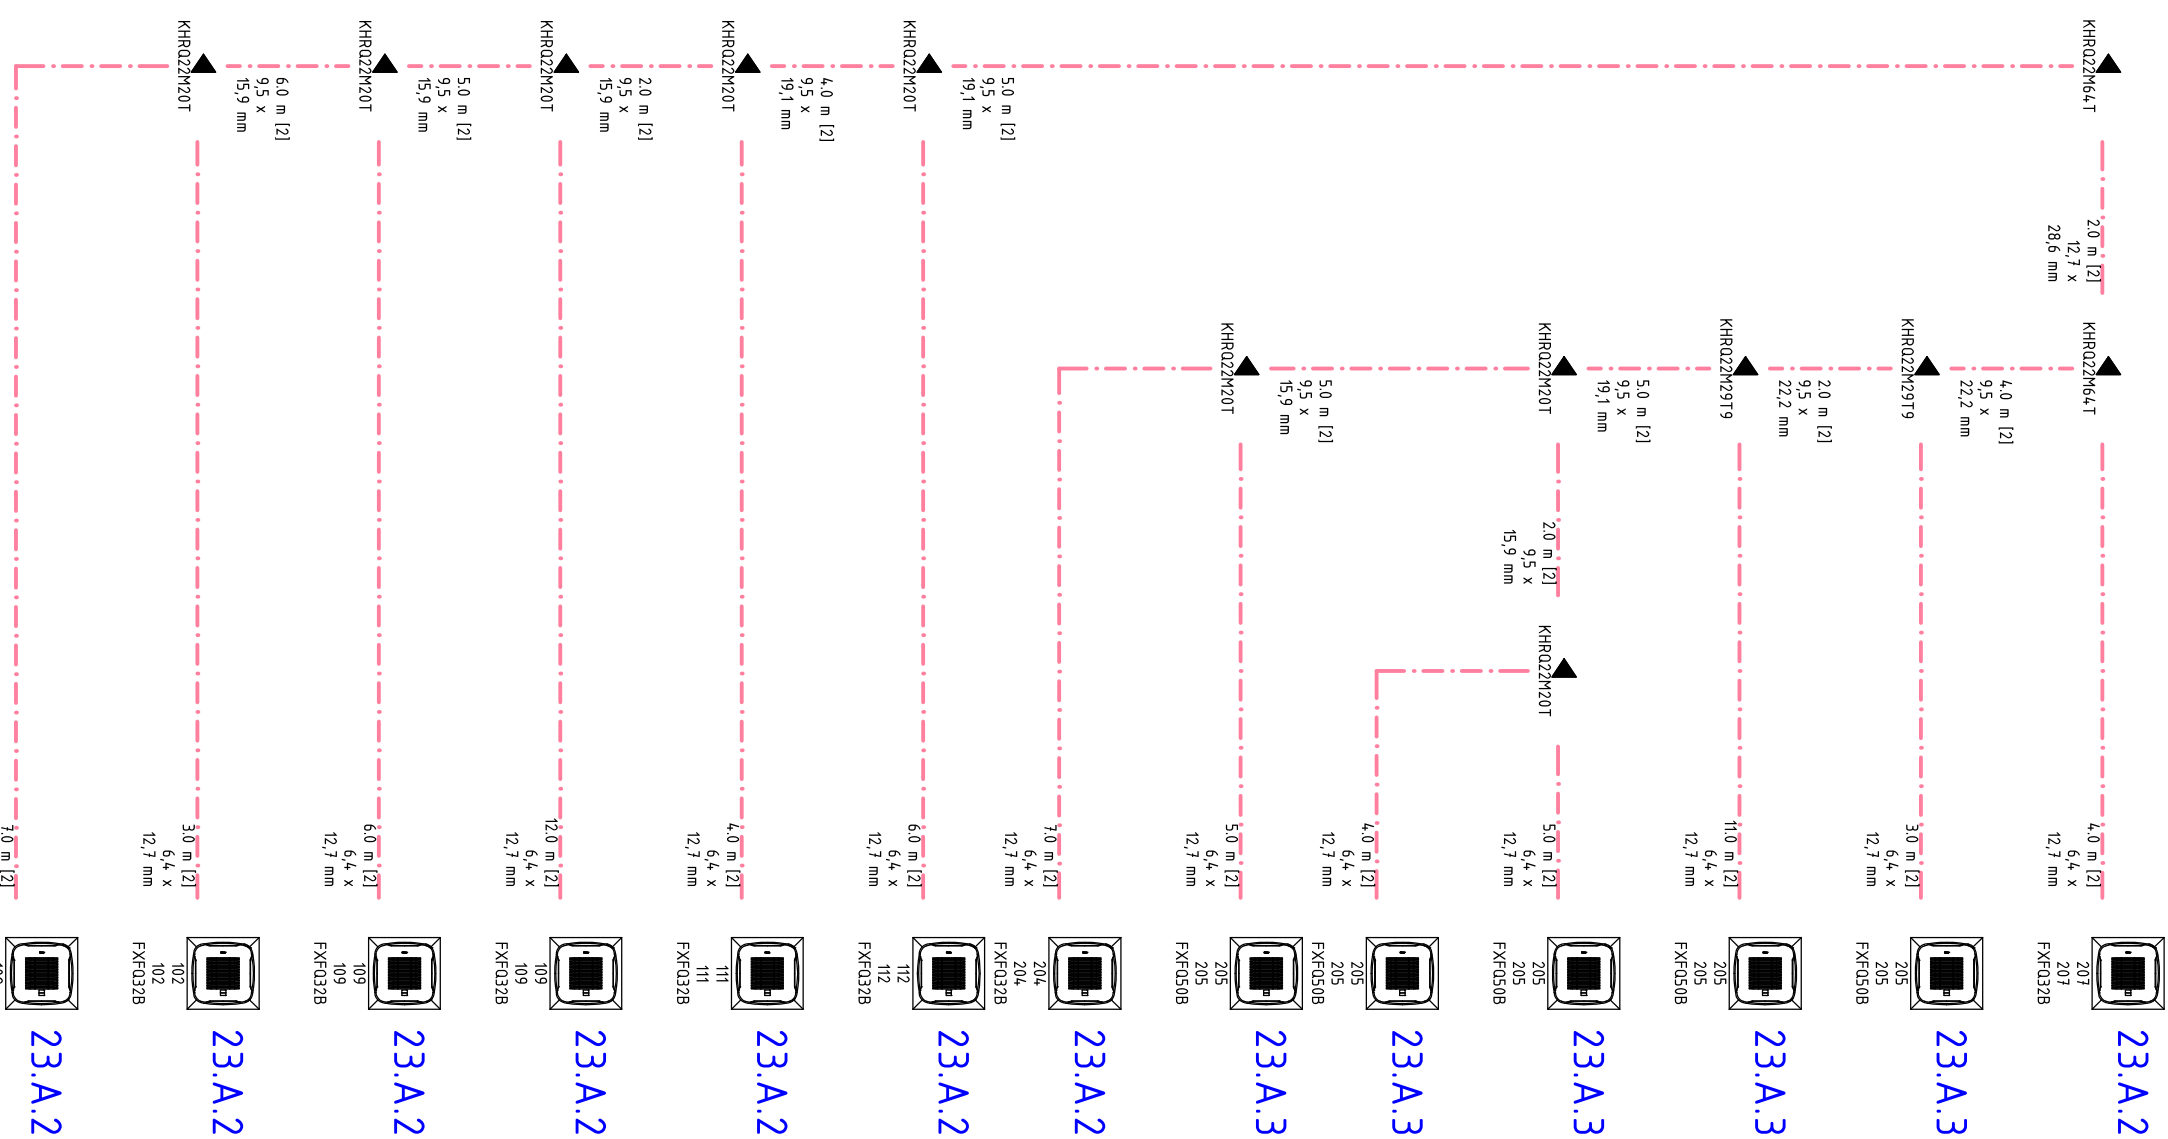 KHRQ22M20T
6.0 m [2]
9,5 x
15,9 mm
KHRQ22M20T
5.0 m [2]
9,5 x
15,9 mm
KHRQ22M20T
2.0 m [2]
9,5 x
15,9 mm
KHRQ22M20T
4.0 m [2]
9,5 x
19,1 mm
KHRQ22M20T
5.0 m [2]
9,5 x
19,1 mm
KHRQ22M64T
2.0 m [2]
12,7 x
28,6 mm
KHRQ22M20T
5.0 m [2]
9,5 x
15,9 mm
KHRQ22M20T
5.0 m [2]
9,5 x
19,1 mm
KHRQ22M29T9
2.0 m [2]
9,5 x
22,2 mm
KHRQ22M29T9
4.0 m [2]
9,5 x
22,2 mm
KHRQ22M64T
2.0 m [2]
9,5 x
15,9 mm
KHRQ22M20T
7.0 m [2]
3.0 m [2]
6,4 x
12,7 mm
6.0 m [2]
6,4 x
12,7 mm
12.0 m [2]
6,4 x
12,7 mm
4.0 m [2]
6,4 x
12,7 mm
6.0 m [2]
6,4 x
12,7 mm
7.0 m [2]
6,4 x
12,7 mm
5.0 m [2]
6,4 x
12,7 mm
4.0 m [2]
6,4 x
12,7 mm
5.0 m [2]
6,4 x
12,7 mm
11.0 m [2]
6,4 x
12,7 mm
3.0 m [2]
6,4 x
12,7 mm
4.0 m [2]
6,4 x
12,7 mm
102
102
FXFQ32B
109
109
FXFQ32B
109
109
FXFQ32B
111
111
FXFQ32B
112
112
FXFQ32B
204
204
FXFQ32B
205
205
FXFQ50B
205
205
FXFQ50B
205
205
FXFQ50B
205
205
FXFQ50B
205
205
FXFQ50B
207
207
FXFQ32B
23.A.2
23.A.2
23.A.2
23.A.2
23.A.2
23.A.2
23.A.2
23.A.3
23.A.3
23.A.3
23.A.3
23.A.3
23.A.2